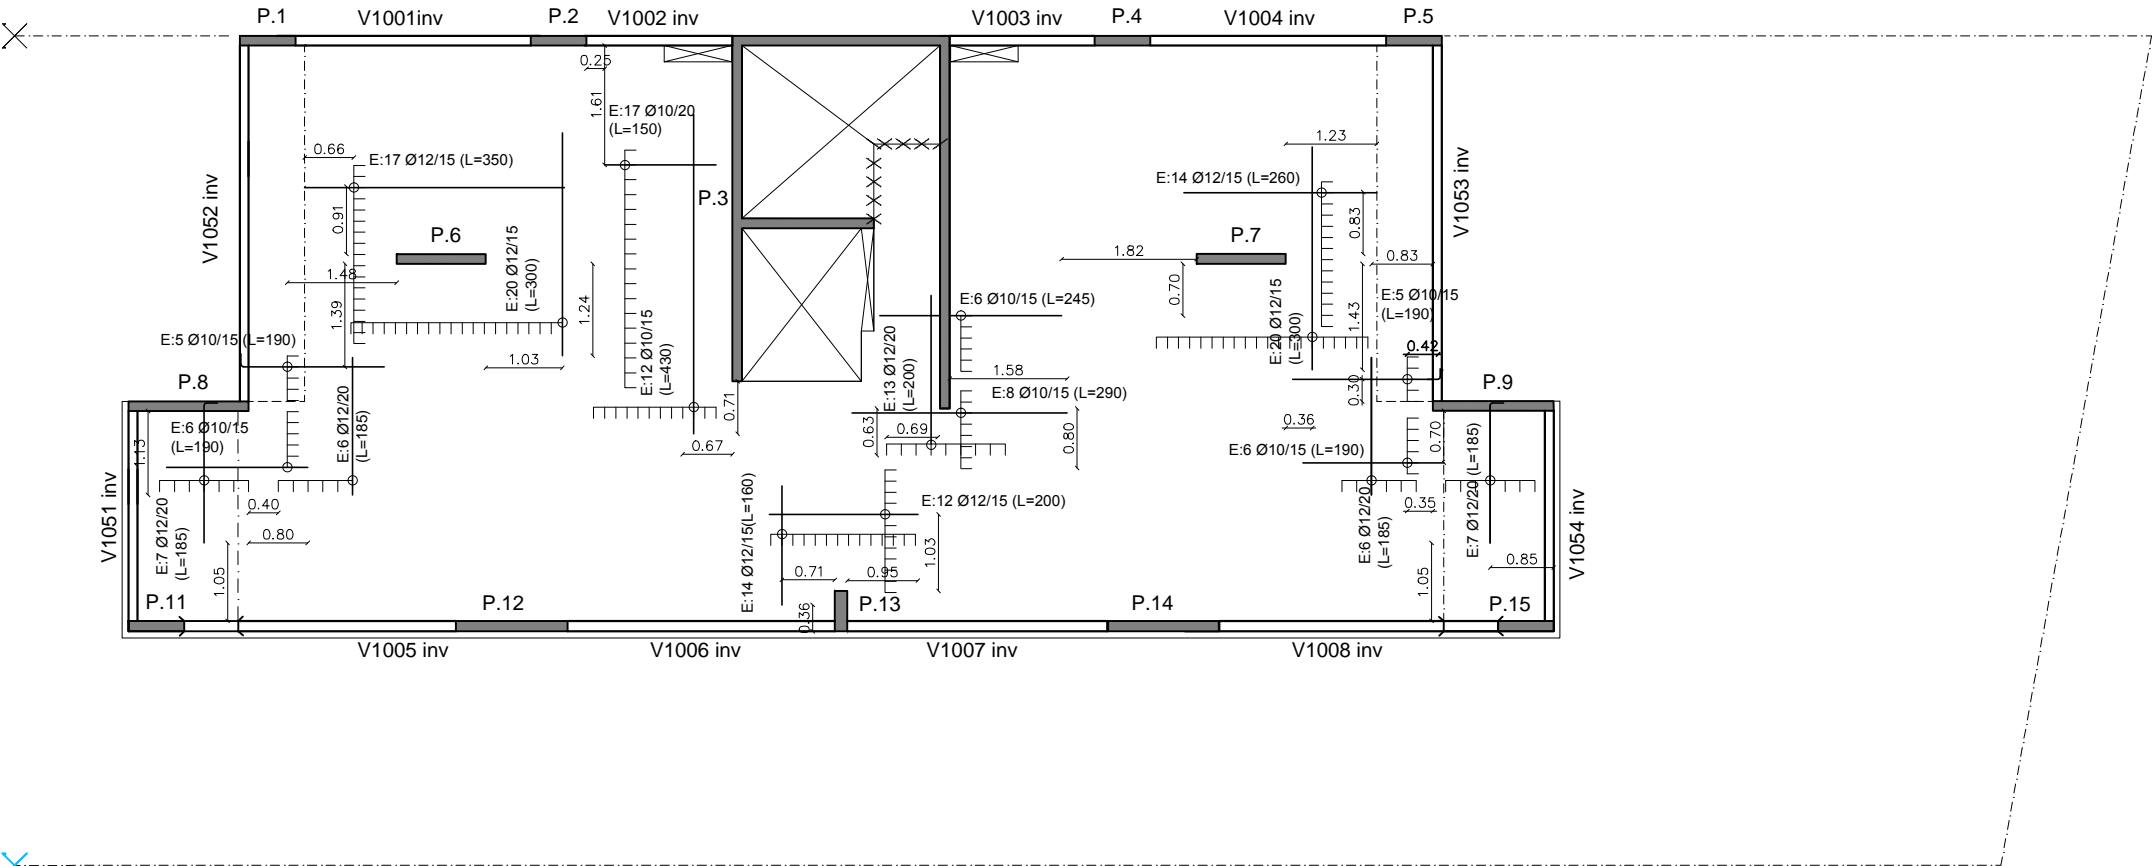 P.1
V1001inv
P.2
V1002 inv
V1003 inv
P.4
V1004 inv
P.5
0.25
1.61
E:17 Ø10/20
(L=150)
0.66
E:17 Ø12/15 (L=350)
1.23
E:14 Ø12/15 (L=260)
V1052 inv
0.91
P.6
P.3
P.7
0.83
V1053 inv
1.48
1.39
E:20 Ø12/15
(L=300)
1.24
1.82
0.70
0.83
E:5 Ø10/15
(L=190)
E:6 Ø10/15 (L=245)
E:20 Ø12/15
(L=300)
1.43
E:5 Ø10/15 (L=190)
1.03
E:12 Ø10/15
(L=430)
E:13 Ø12/20
(L=200)
0.42
1.58
0.30
P.8
P.9
E:6 Ø12/20
(L=185)
0.71
E:8 Ø10/15 (L=290)
E:6 Ø10/15
(L=190)
1.13
0.67
0.63
0.69
0.80
0.36
E:6 Ø10/15 (L=190)
0.70
E:7 Ø12/20 (L=185)
V1051 inv
E:7 Ø12/20
(L=185)
0.40
0.80
1.05
E:14 Ø12/15(L=160)
E:12 Ø12/15 (L=200)
1.03
0.71
0.95
0.36
E:6 Ø12/20
(L=185)
0.35
0.85
1.05
V1054 inv
P.11
P.12
P.13
P.14
P.15
V1005 inv
V1006 inv
V1007 inv
V1008 inv